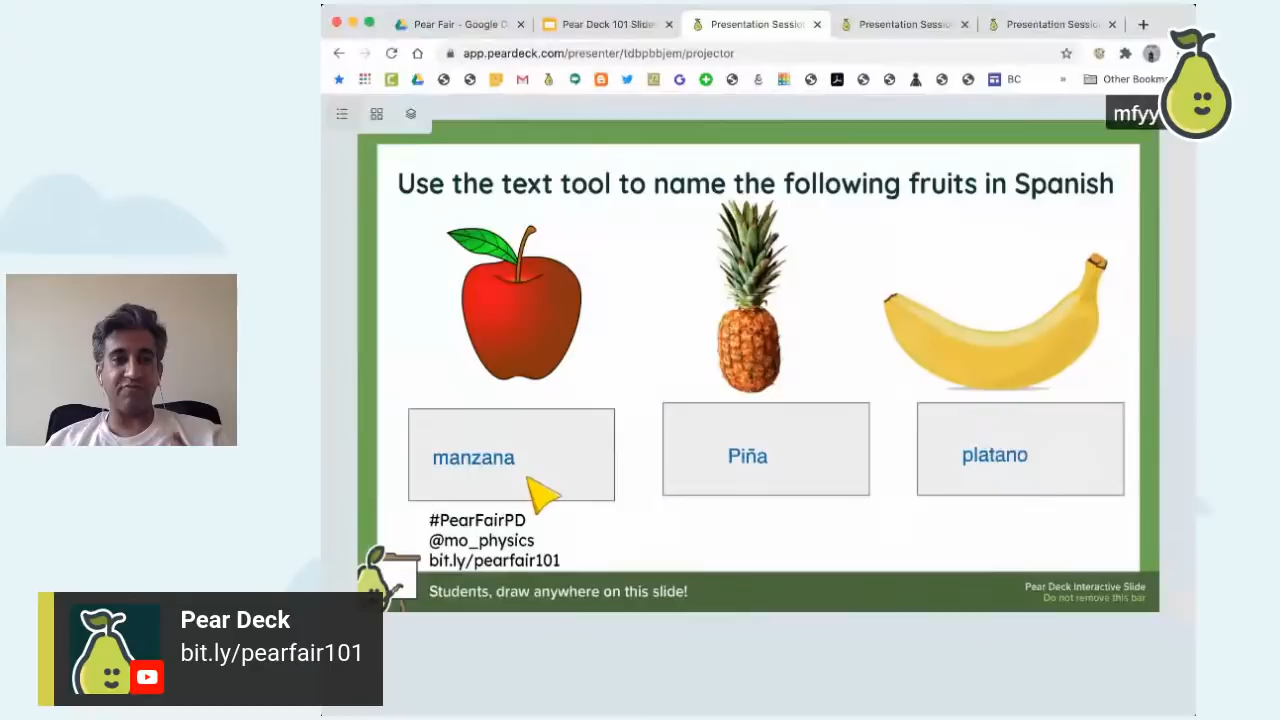 Pear Fair - Google D
Pear Deck 101 Slide
Presentation Sessio
Presentation Sessio
Presentation Sessio
app.peardeck.com/presenter/tdbpbbjem/projector
BC
Other Bookm
mfyy
Use the text tool to name the following fruits in Spanish
manzana
Piña
platano
#PearFairPD
@mo_physics
bit.ly/pearfair101
Students, draw anywhere on this slide!
Pear Deck Interactive Slide
Do not remove this bar
Pear Deck
bit.ly/pearfair101